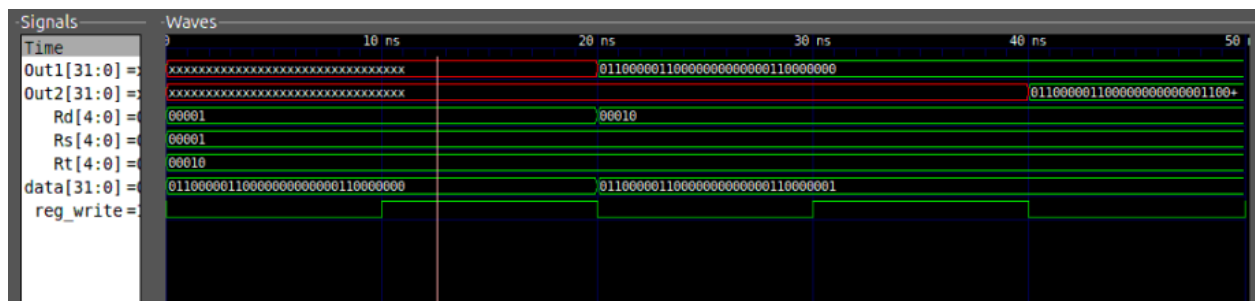 Signals Waves
Time 0 10 ns 20 ns 30 ns 40 ns 50
Out1[31:0] = xxxxxxxxxxxxxxxxxxxxxxxxxxxxxxxx 01100000110000000000000110000000
Out2[31:0] = xxxxxxxxxxxxxxxxxxxxxxxxxxxxxxxx 0110000011000000000000001100+
Rd[4:0] = 00001 00010
Rs[4:0] = 00001
Rt[4:0] = 00010
data[31:0] = 01100000110000000000000110000000 01100000110000000000000110000001
reg_write =